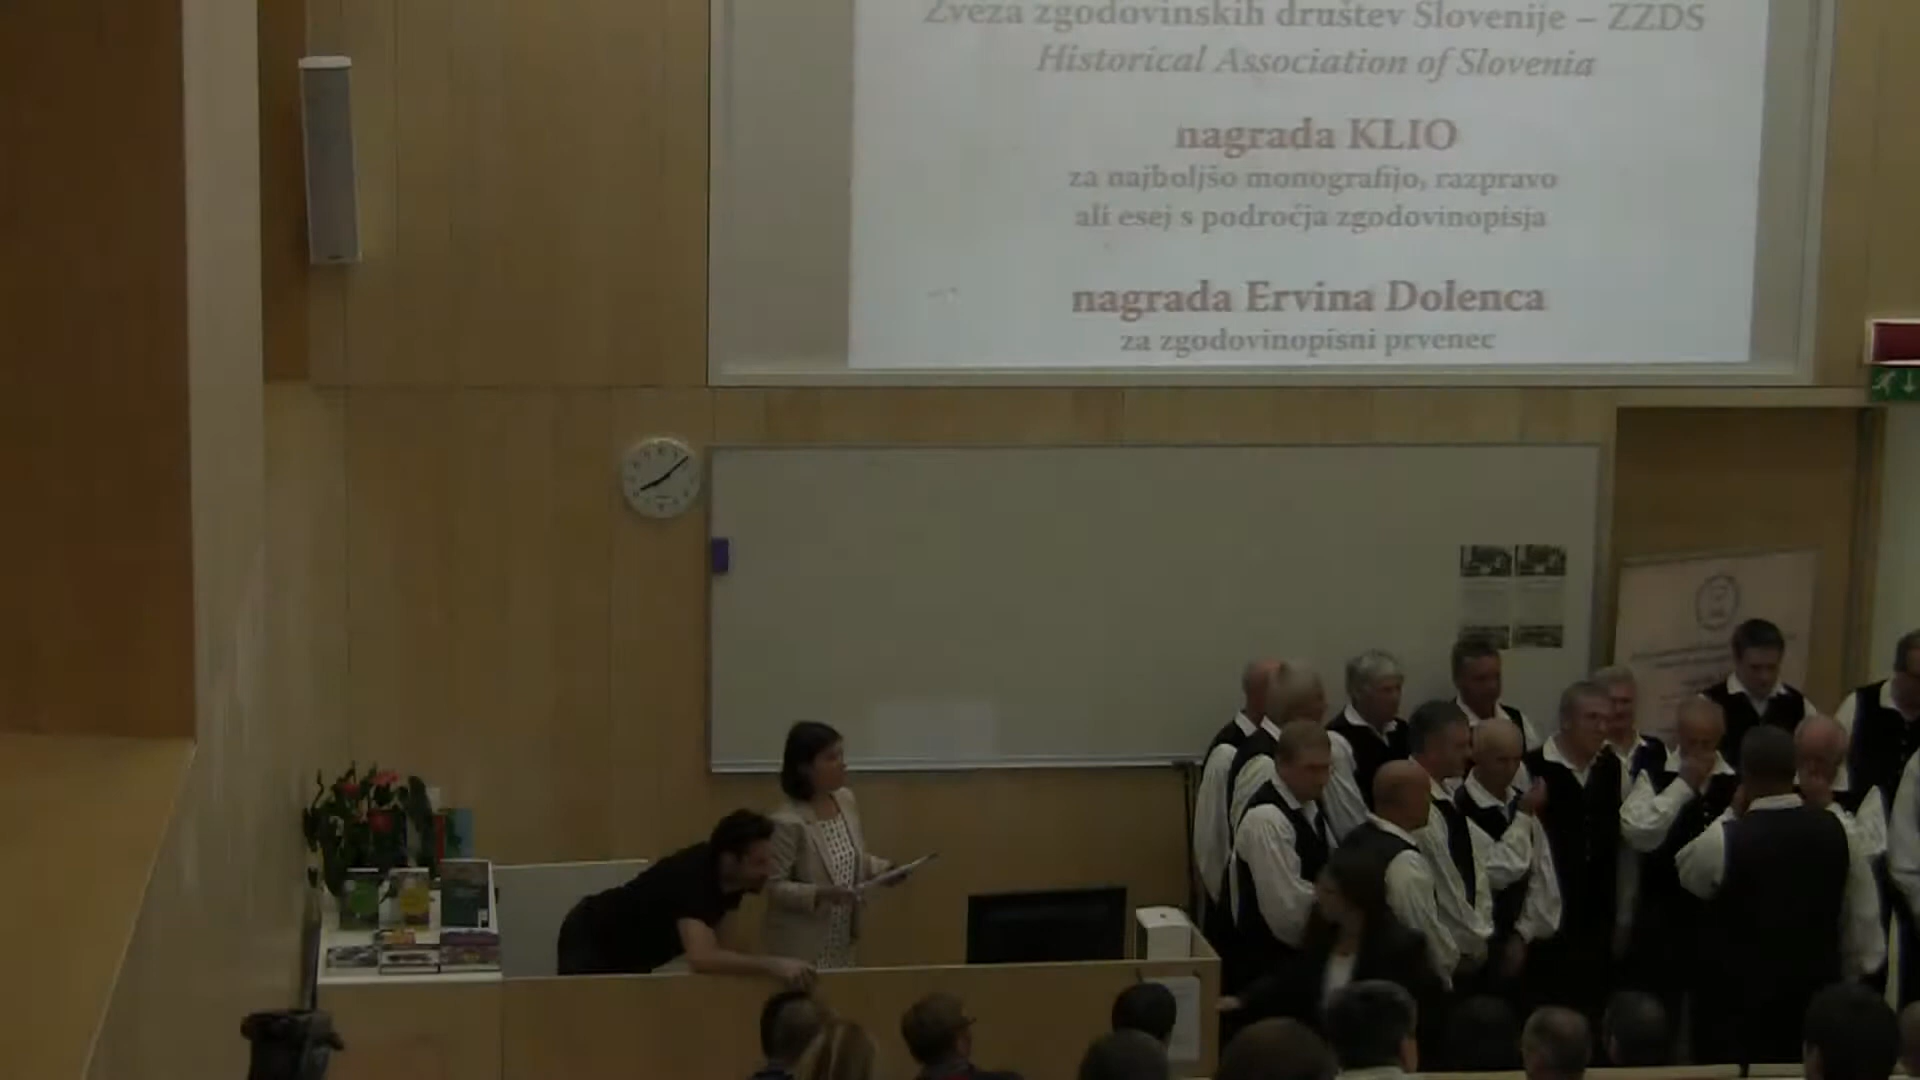 Zveza zgodovinskih društev Slovenije – ZZDS
Historical Association of Slovenia
nagrada KLIO
za najboljšo monografijo, razpravo
ali esej s področja zgodovinopisja
nagrada Ervina Dolenca
za zgodovinopisni prvenec